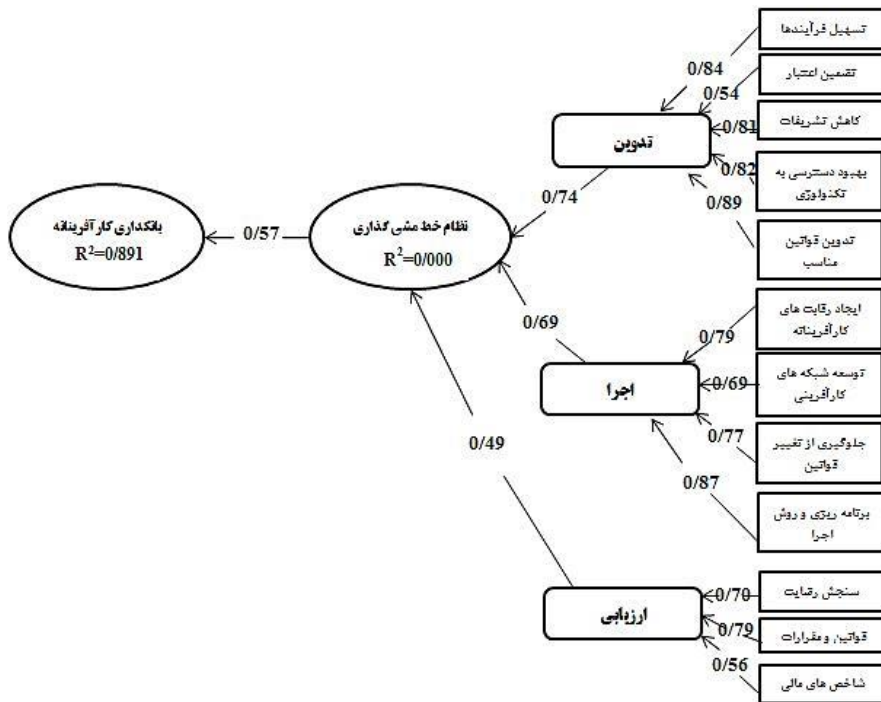 تسهیل فرآیندها
0/84
تضمین اعتبار
0/54
کاهش تشریفات
0/81
تدوین
بهبود دسترسی به
تکنولوژی
0/82
0/89
0/74
تدوین قوانین
مناسب
نظام خط مشی گذاری
R²=0/000
0/57
بانکداری کارآفرینانه
R²=0/891
ایجاد رقابت های
کارآفرینانه
0/79
0/69
توسعه شبکه های
کارآفرینی
0/69
اجرا
جلوگیری از تغییر
قوانین
0/77
0/87
برنامه ریزی و روش
اجرا
0/49
سنجش رضایت
0/70
ارزیابی
قوانین و مقرارات
0/79
0/56
شاخص های مالی